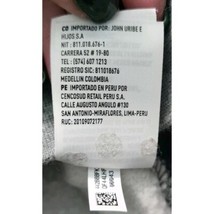 CO IMPORTADO POR: JOHN URIBE E
HIJOS S.A
NIT: 811.018.676-1
CARRERA 52 # 19-80
TEL: (574) 607 1213
REGISTRO SIC: 811018676
MEDELLIN COLOMBIA
PE IMPORTADO EN PERU POR
CENCOSUD RETAIL PERU S.A.
CALLE AUGUSTO ANGULO #130
SAN ANTONIO-MIRAFLORES, LIMA-PERU
RUC: 20109072177